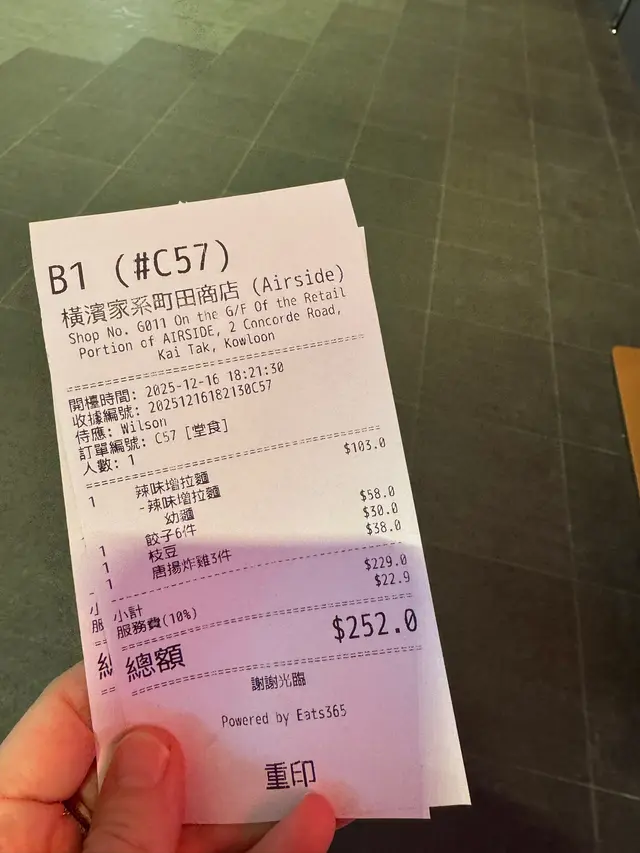 B1 (#C57)
橫濱家系町田商店 (Airside)
Shop No. G011 On the G/F Of the Retail
Portion of AIRSIDE, 2 Concorde Road,
Kai Tak, Kowloon
開檯時間: 2025-12-16 18:21:30
收據編號: 20251216182130C57
侍應: Wilson
訂單編號: C57 [堂食]
人數: 1
1 辣味噌拉麵 $103.0
-辣味噌拉麵
幼麵
1 餃子6件 $58.0
1 枝豆 $30.0
1 唐揚炸雞3件 $38.0
小計 $229.0
服務費(10%) $22.9
總額 $252.0
謝謝光臨
Powered by Eats365
重印
小
服
總